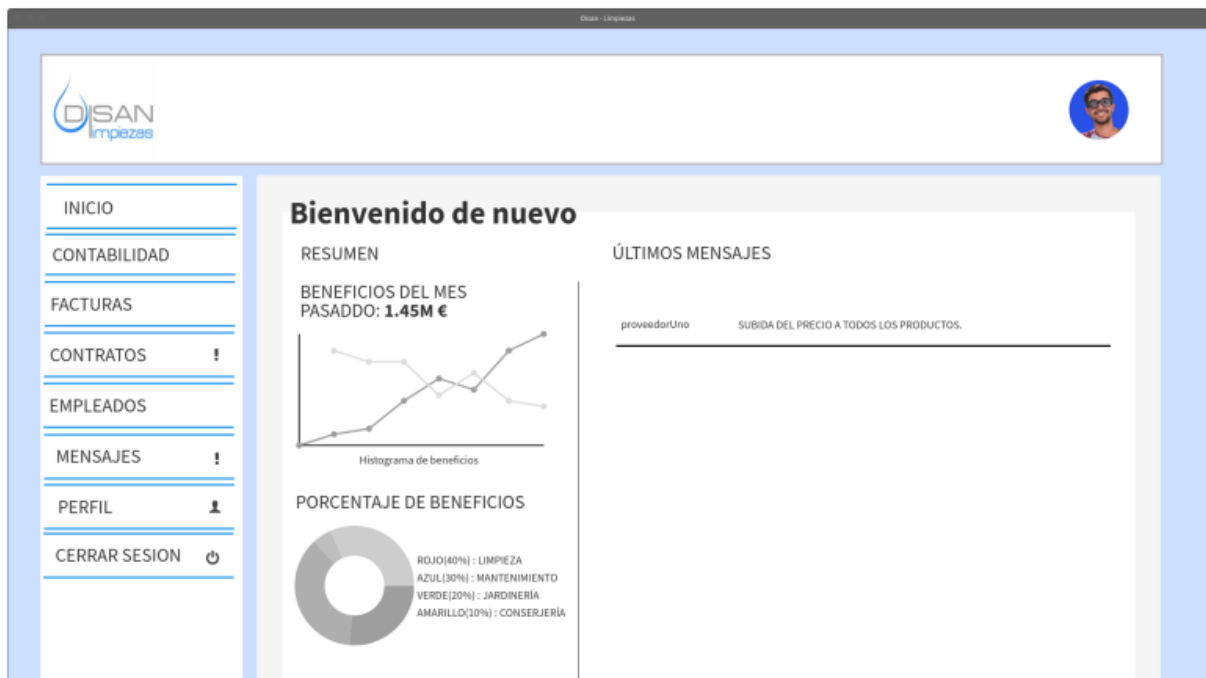 Disan - Limpiezas
DISAN
limpiezas
INICIO
CONTABILIDAD
FACTURAS
CONTRATOS !
EMPLEADOS
MENSAJES !
PERFIL
CERRAR SESION
Bienvenido de nuevo
RESUMEN
BENEFICIOS DEL MES
PASADDO: 1.45M €
Histograma de beneficios
PORCENTAJE DE BENEFICIOS
ROJO(40%) : LIMPIEZA
AZUL(30%) : MANTENIMIENTO
VERDE(20%) : JARDINERÍA
AMARILLO(10%) : CONSERJERÍA
ÚLTIMOS MENSAJES
proveedorUno SUBIDA DEL PRECIO A TODOS LOS PRODUCTOS.